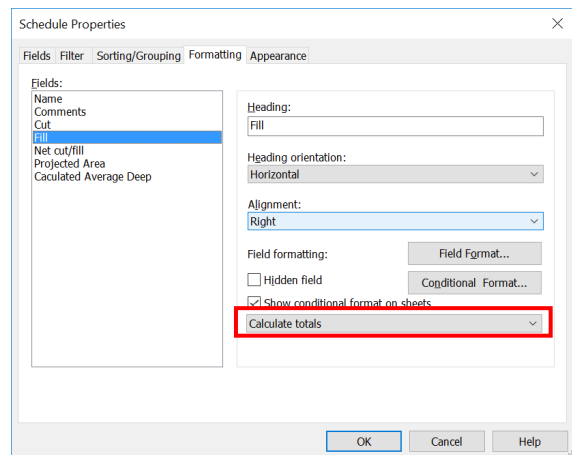 Schedule Properties
Fields Filter Sorting/Grouping Formatting Appearance
Fields:
Name
Comments
Cut
Fill
Net cut/fill
Projected Area
Caculated Average Deep
Heading:
Fill
Heading orientation:
Horizontal
Alignment:
Right
Field formatting:
Field Format...
Hidden field
Conditional Format...
Show conditional format on sheets
Calculate totals
OK Cancel Help